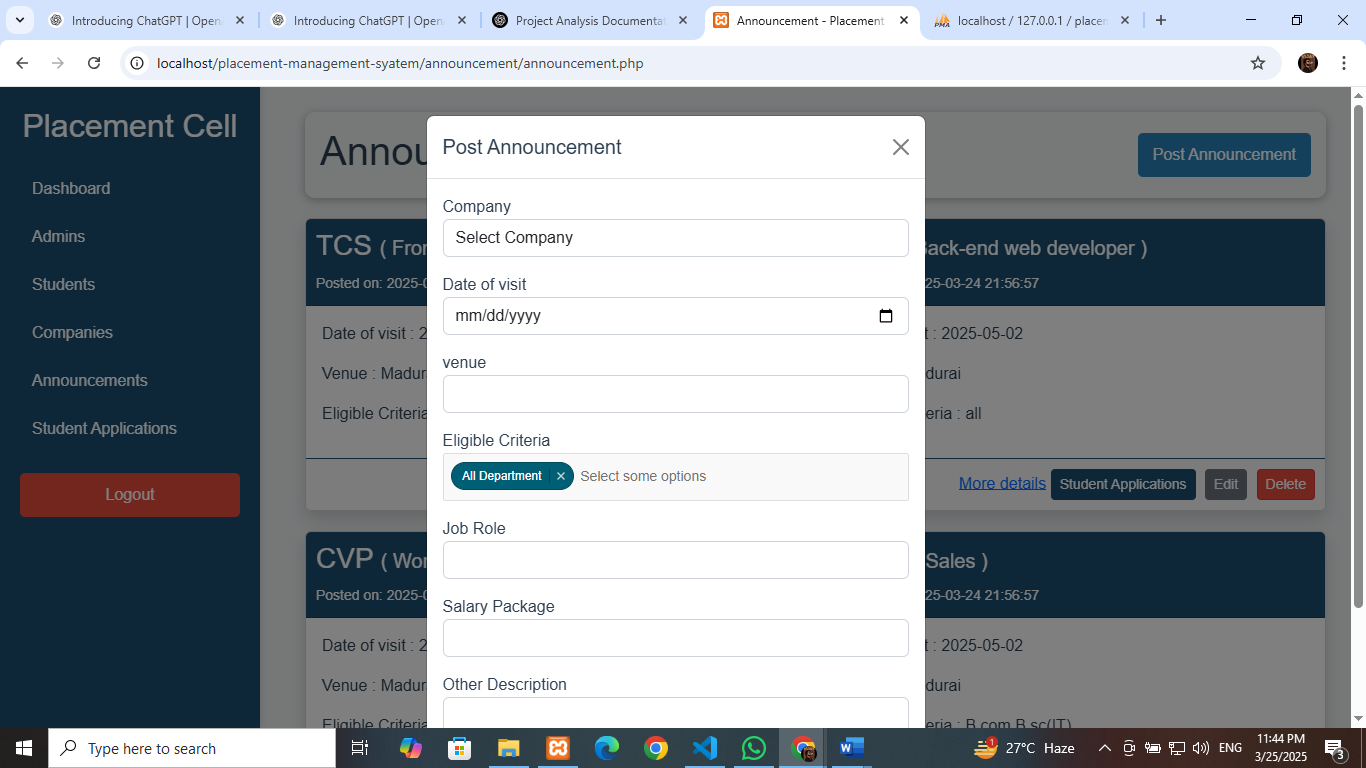 Introducing ChatGPT | Open
Introducing ChatGPT | Open
Project Analysis Documentat
Announcement - Placement
localhost / 127.0.0.1 / placem
localhost/placement-management-syatem/announcement/announcement.php
Placement Cell
Dashboard
Admins
Students
Companies
Announcements
Student Applications
Logout
Annou
Post Announcement
TCS ( Fron
Posted on: 2025-0
Date of visit : 2
Venue : Madur
Eligible Criteria
Back-end web developer )
25-03-24 21:56:57
t : 2025-05-02
durai
eria : all
More details Student Applications Edit Delete
CVP ( Wor
Posted on: 2025-0
Date of visit : 2
Venue : Madur
Eligible Criteria
Sales )
25-03-24 21:56:57
t : 2025-05-02
durai
eria : B.com,B.sc(IT)
Post Announcement
Company
Select Company
Date of visit
mm/dd/yyyy
venue
Eligible Criteria
All Department Select some options
Job Role
Salary Package
Other Description
Type here to search
27°C Haze
ENG
11:44 PM
3/25/2025
1
3
PMA